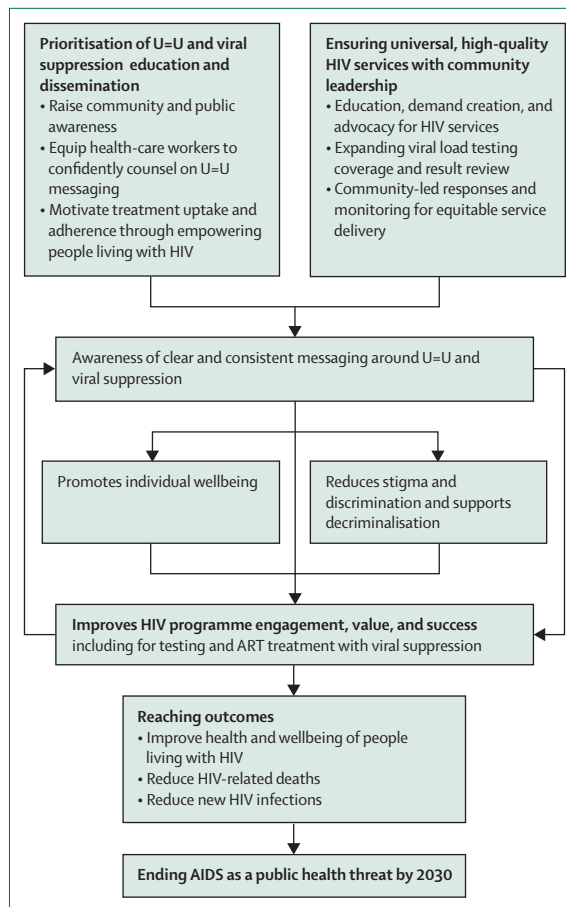 Prioritisation of U=U and viral
suppression education and
dissemination
• Raise community and public
awareness
• Equip health-care workers to
confidently counsel on U=U
messaging
• Motivate treatment uptake and
adherence through empowering
people living with HIV
Ensuring universal, high-quality
HIV services with community
leadership
• Education, demand creation, and
advocacy for HIV services
• Expanding viral load testing
coverage and result review
• Community-led responses and
monitoring for equitable service
delivery
Awareness of clear and consistent messaging around U=U and
viral suppression
Promotes individual wellbeing
Reduces stigma and
discrimination and supports
decriminalisation
Improves HIV programme engagement, value, and success
including for testing and ART treatment with viral suppression
Reaching outcomes
• Improve health and wellbeing of people
living with HIV
• Reduce HIV-related deaths
• Reduce new HIV infections
Ending AIDS as a public health threat by 2030